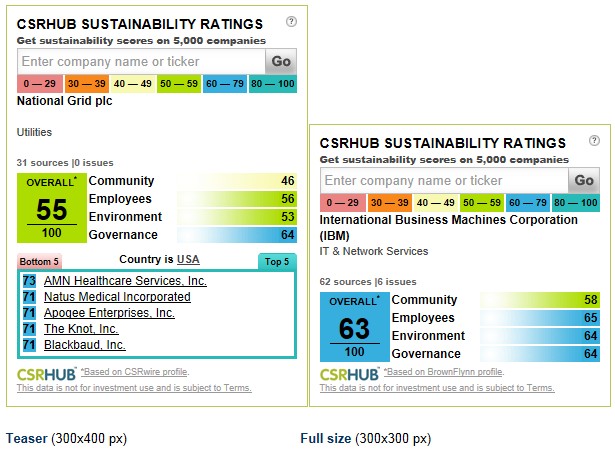 CSRHUB SUSTAINABILITY RATINGS ?
Get sustainability scores on 5,000 companies
Enter company name or ticker Go
0 — 29 30 — 39 40 — 49 50 — 59 60 — 79 80 — 100
National Grid plc
Utilities
31 sources |0 issues
OVERALL*
55
100
Community 46
Employees 56
Environment 53
Governance 64
Bottom 5 Country is USA Top 5
73 AMN Healthcare Services, Inc.
71 Natus Medical Incorporated
71 Apogee Enterprises, Inc.
71 The Knot, Inc.
71 Blackbaud, Inc.
CSRHUB *Based on CSRwire profile.
This data is not for investment use and is subject to Terms.
CSRHUB SUSTAINABILITY RATINGS ?
Get sustainability scores on 5,000 companies
Enter company name or ticker Go
0 — 29 30 — 39 40 — 49 50 — 59 60 — 79 80 — 100
International Business Machines Corporation
(IBM)
IT & Network Services
62 sources |6 issues
OVERALL*
63
100
Community 58
Employees 65
Environment 64
Governance 64
CSRHUB *Based on BrownFlynn profile.
This data is not for investment use and is subject to Terms.
Teaser (300x400 px)
Full size (300x300 px)